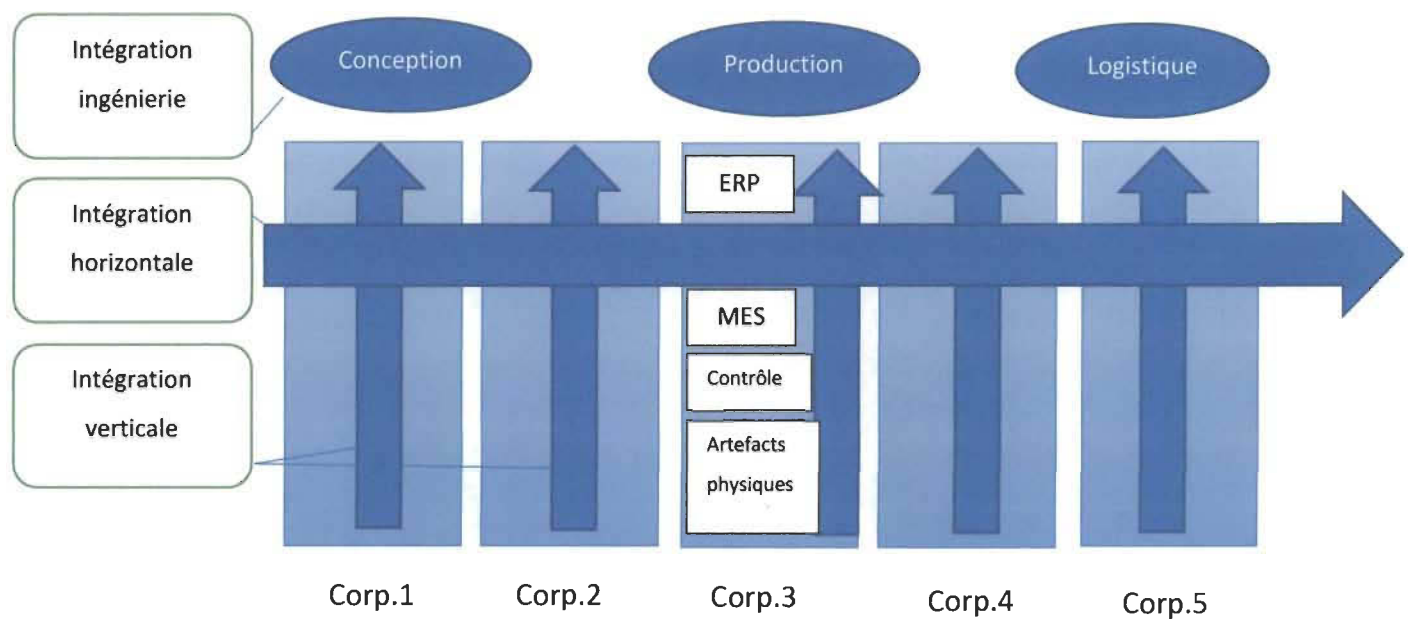 Intégration
ingénierie
Conception
Production
Logistique
Intégration
horizontale
ERP
MES
Intégration
verticale
Contrôle
Artefacts
physiques
Corp.1
Corp.2
Corp.3
Corp.4
Corp.5